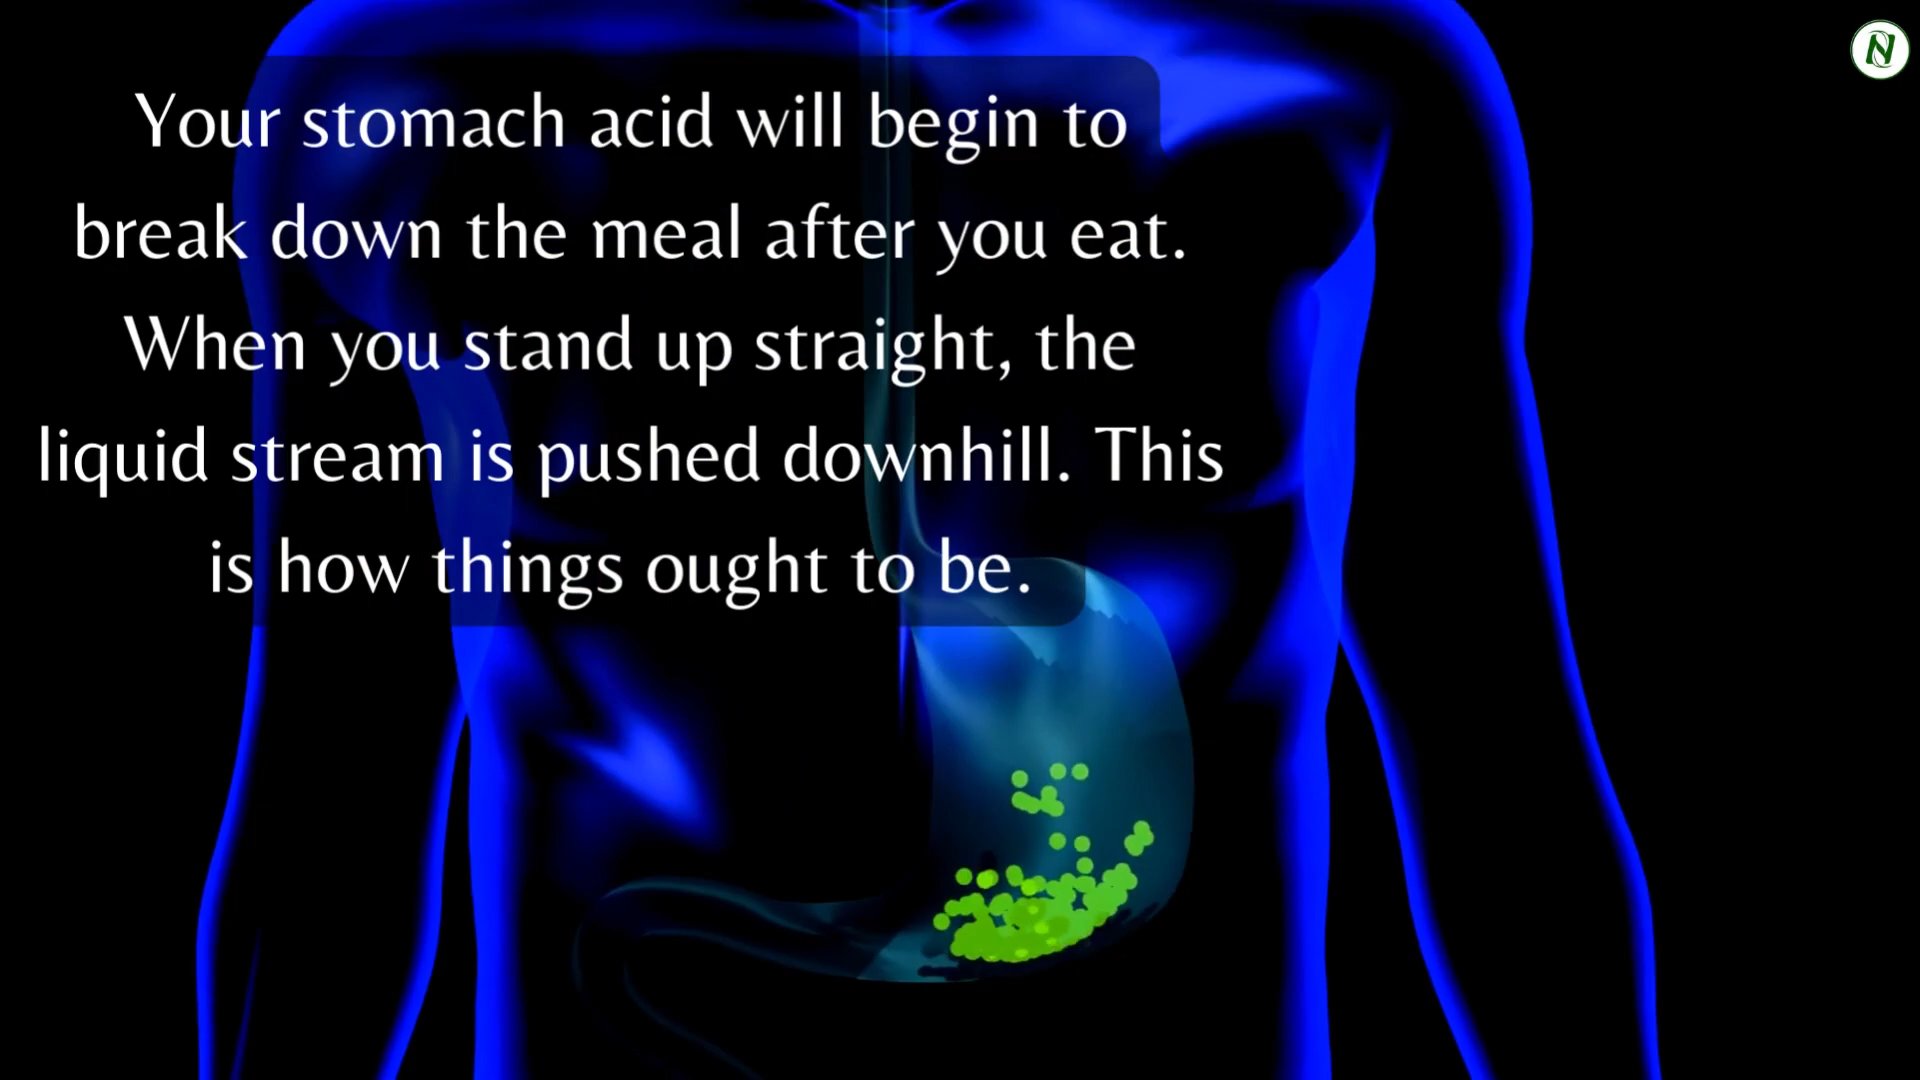 Your stomach acid will begin to
break down the meal after you eat.
When you stand up straight, the
liquid stream is pushed downhill. This
is how things ought to be.
N